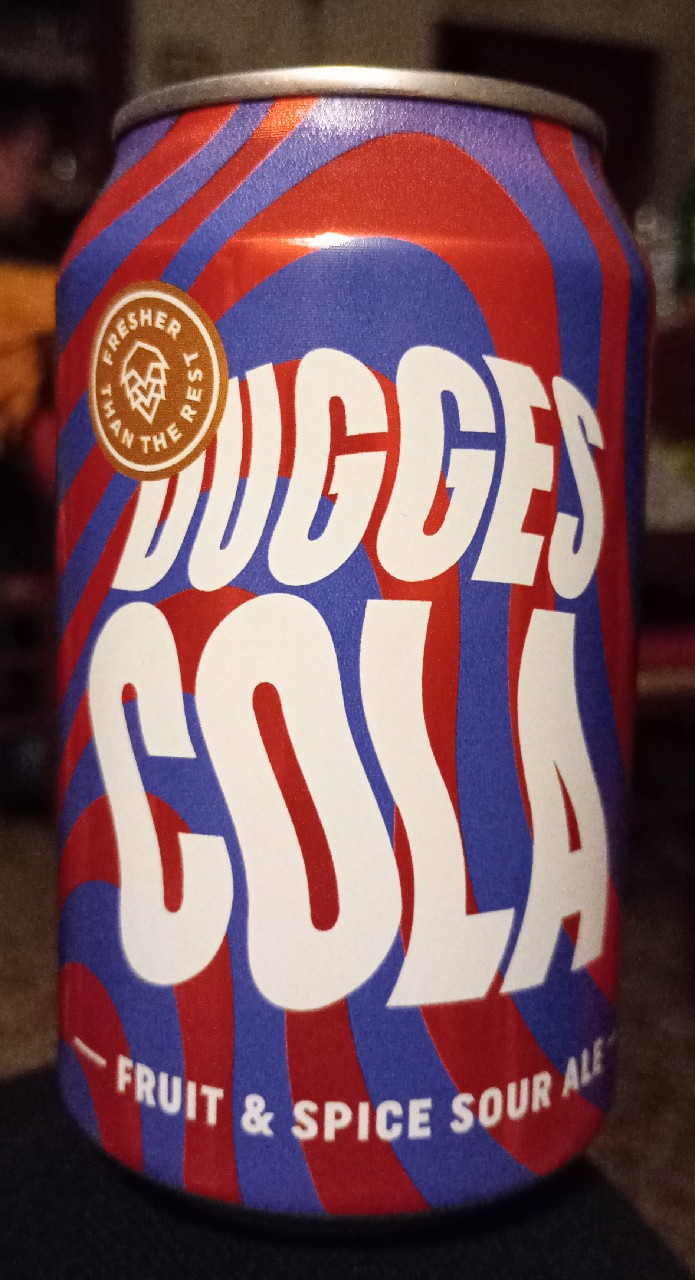 FRESHER
THAN THE REST
DUGGES
COLA
FRUIT & SPICE SOUR ALE